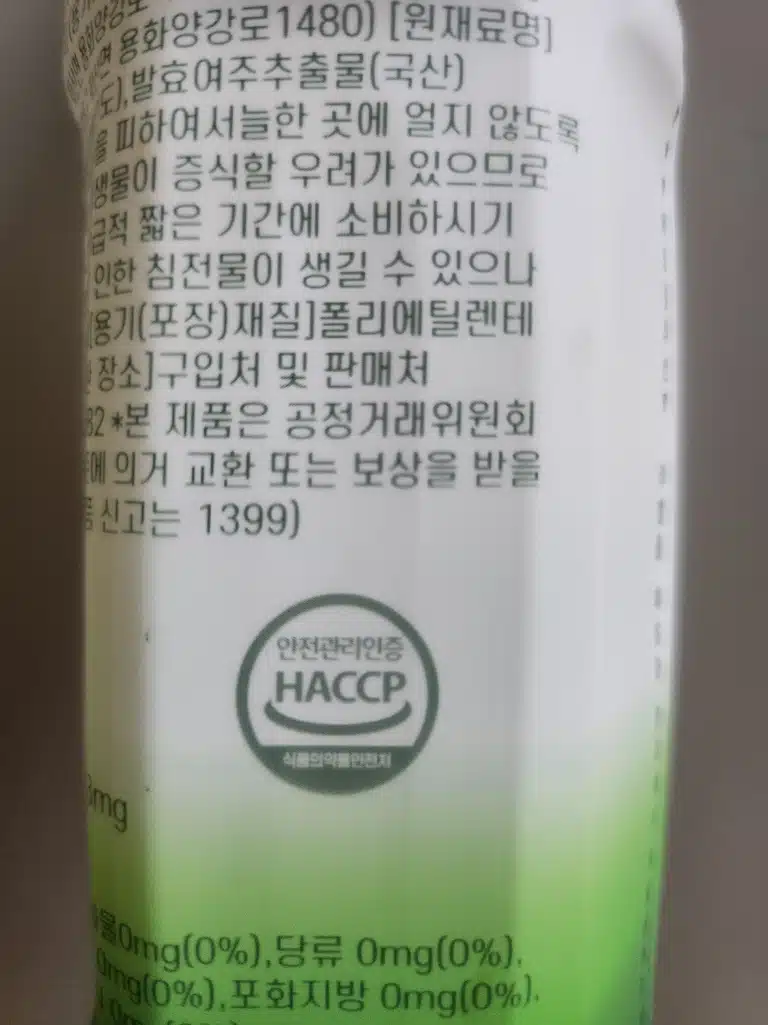 용화양강로1480) [원재료명]
도),발효여주추출물(국산)
을 피하여서늘한 곳에 얼지 않도록
생물이 증식할 우려가 있으므로
급적 짧은 기간에 소비하시기
인한 침전물이 생길 수 있으나
[용기(포장)재질]폴리에틸렌테
장소]구입처 및 판매처
82 *본 제품은 공정거래위원회
에 의거 교환 또는 보상을 받을
품 신고는 1399)
안전관리인증
HACCP
식품의약품안전처
3mg
물0mg(0%),당류 0mg(0%),
0mg(0%),포화지방 0mg(0%).